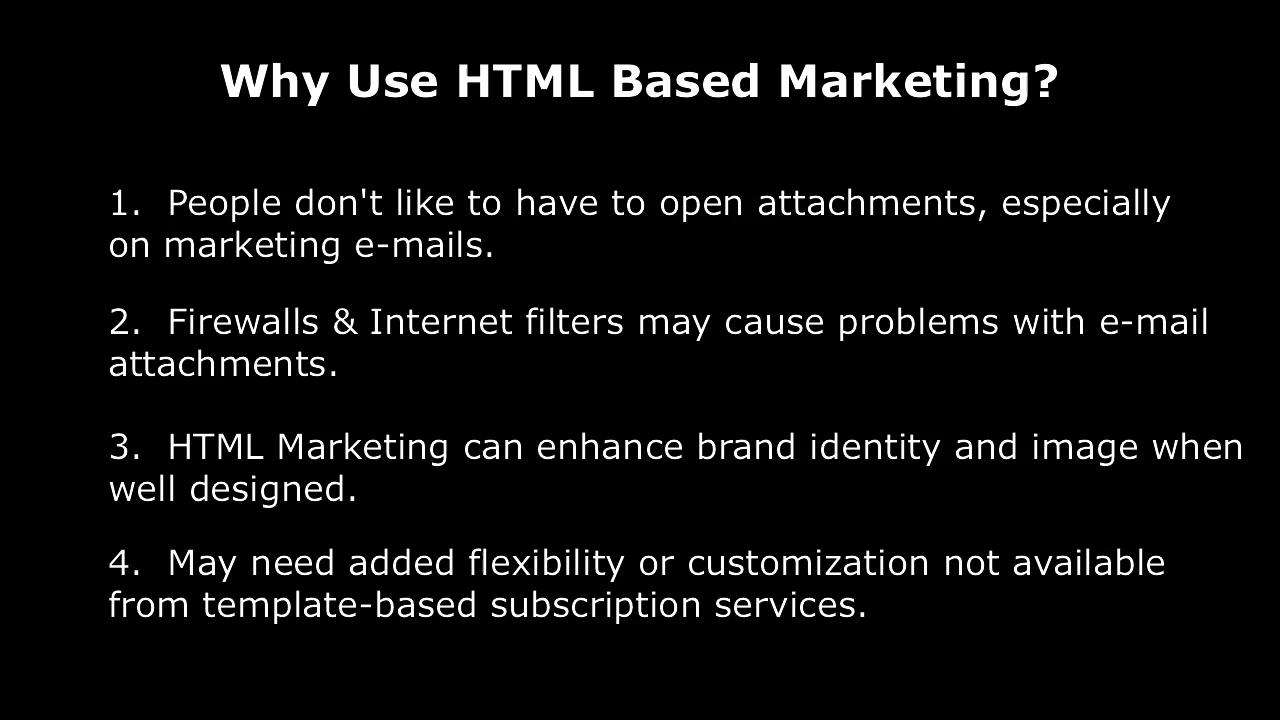 Why Use HTML Based Marketing?
1.  People don't like to have to open attachments, especially
on marketing e-mails.
2.  Firewalls & Internet filters may cause problems with e-mail
attachments.
3.  HTML Marketing can enhance brand identity and image when
well designed.
4.  May need added flexibility or customization not available
from template-based subscription services.